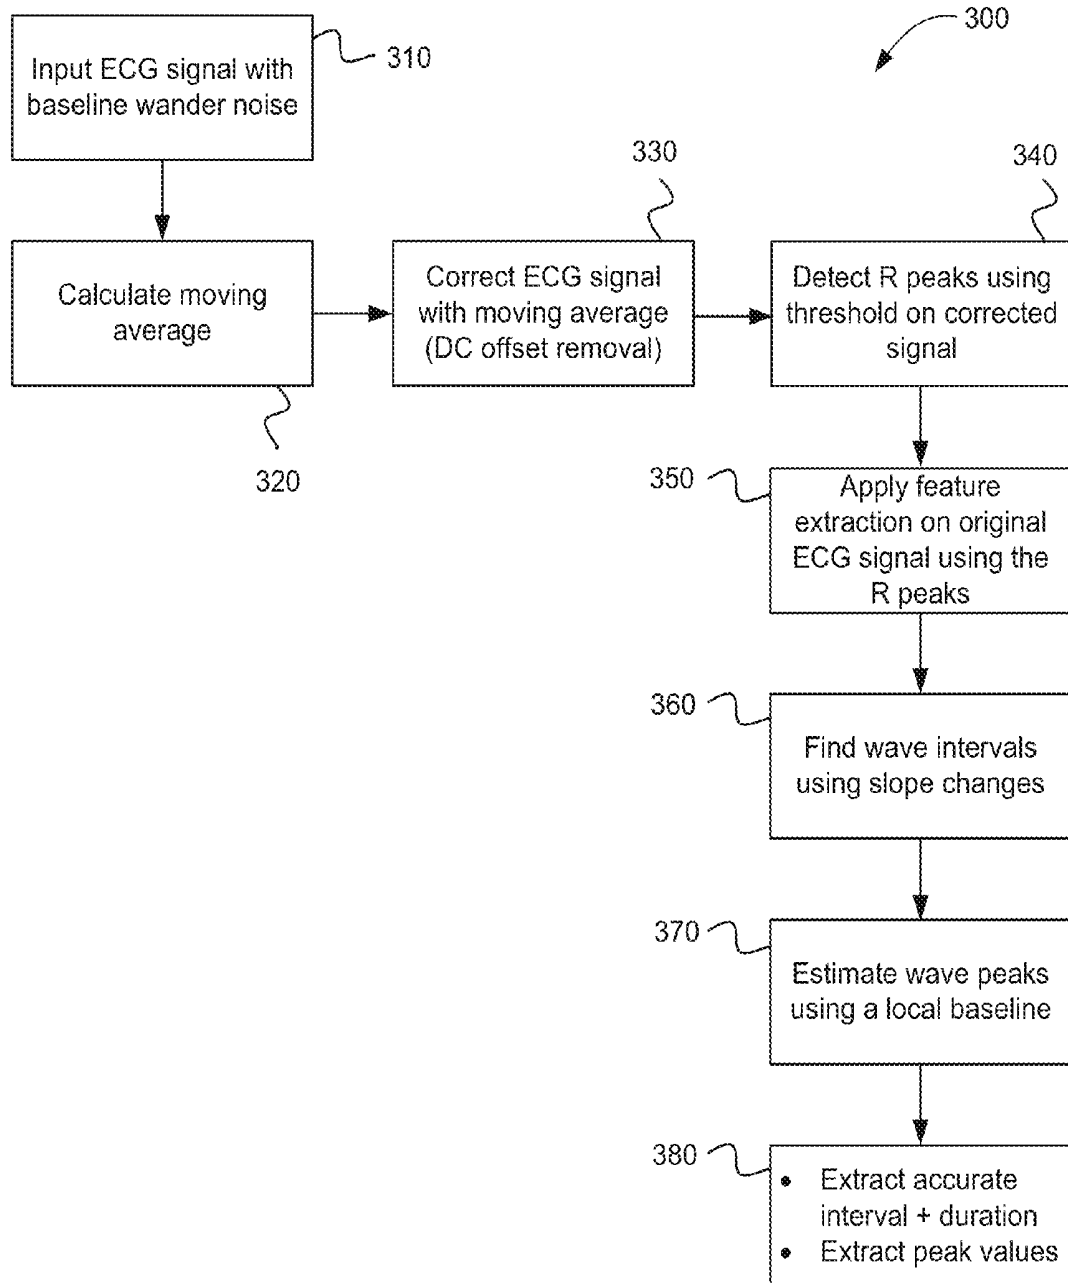 300
Input ECG signal with
baseline wander noise
310
330
340
Calculate moving
average
Correct ECG signal
with moving average
(DC offset removal)
Detect R peaks using
threshold on corrected
signal
320
350
Apply feature
extraction on original
ECG signal using the
R peaks
360
Find wave intervals
using slope changes
370
Estimate wave peaks
using a local baseline
380
• Extract accurate
interval + duration
• Extract peak values